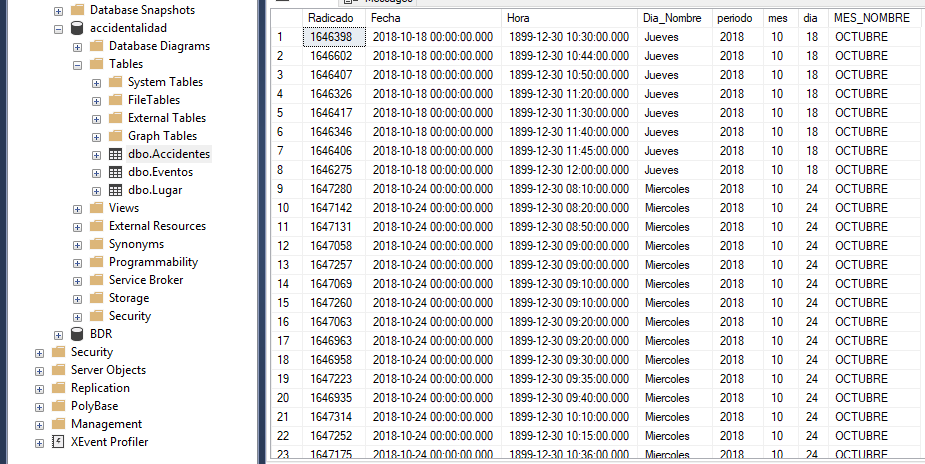 Database Snapshots
accidentalidad
Database Diagrams
Tables
System Tables
FileTables
External Tables
Graph Tables
dbo.Accidentes
dbo.Eventos
dbo.Lugar
Views
External Resources
Synonyms
Programmability
Service Broker
Storage
Security
BDR
Security
Server Objects
Replication
PolyBase
Management
XEvent Profiler
Radicado Fecha Hora Dia_Nombre periodo mes dia MES_NOMBRE
1 1646398 2018-10-18 00:00:00.000 1899-12-30 10:30:00.000 Jueves 2018 10 18 OCTUBRE
2 1646602 2018-10-18 00:00:00.000 1899-12-30 10:44:00.000 Jueves 2018 10 18 OCTUBRE
3 1646407 2018-10-18 00:00:00.000 1899-12-30 10:50:00.000 Jueves 2018 10 18 OCTUBRE
4 1646326 2018-10-18 00:00:00.000 1899-12-30 11:20:00.000 Jueves 2018 10 18 OCTUBRE
5 1646417 2018-10-18 00:00:00.000 1899-12-30 11:30:00.000 Jueves 2018 10 18 OCTUBRE
6 1646346 2018-10-18 00:00:00.000 1899-12-30 11:40:00.000 Jueves 2018 10 18 OCTUBRE
7 1646406 2018-10-18 00:00:00.000 1899-12-30 11:45:00.000 Jueves 2018 10 18 OCTUBRE
8 1646275 2018-10-18 00:00:00.000 1899-12-30 12:00:00.000 Jueves 2018 10 18 OCTUBRE
9 1647280 2018-10-24 00:00:00.000 1899-12-30 08:10:00.000 Miercoles 2018 10 24 OCTUBRE
10 1647142 2018-10-24 00:00:00.000 1899-12-30 08:20:00.000 Miercoles 2018 10 24 OCTUBRE
11 1647131 2018-10-24 00:00:00.000 1899-12-30 08:50:00.000 Miercoles 2018 10 24 OCTUBRE
12 1647058 2018-10-24 00:00:00.000 1899-12-30 09:00:00.000 Miercoles 2018 10 24 OCTUBRE
13 1647257 2018-10-24 00:00:00.000 1899-12-30 09:00:00.000 Miercoles 2018 10 24 OCTUBRE
14 1647069 2018-10-24 00:00:00.000 1899-12-30 09:10:00.000 Miercoles 2018 10 24 OCTUBRE
15 1647260 2018-10-24 00:00:00.000 1899-12-30 09:10:00.000 Miercoles 2018 10 24 OCTUBRE
16 1647063 2018-10-24 00:00:00.000 1899-12-30 09:20:00.000 Miercoles 2018 10 24 OCTUBRE
17 1646963 2018-10-24 00:00:00.000 1899-12-30 09:20:00.000 Miercoles 2018 10 24 OCTUBRE
18 1646958 2018-10-24 00:00:00.000 1899-12-30 09:30:00.000 Miercoles 2018 10 24 OCTUBRE
19 1647223 2018-10-24 00:00:00.000 1899-12-30 09:35:00.000 Miercoles 2018 10 24 OCTUBRE
20 1646935 2018-10-24 00:00:00.000 1899-12-30 09:40:00.000 Miercoles 2018 10 24 OCTUBRE
21 1647314 2018-10-24 00:00:00.000 1899-12-30 10:10:00.000 Miercoles 2018 10 24 OCTUBRE
22 1647252 2018-10-24 00:00:00.000 1899-12-30 10:15:00.000 Miercoles 2018 10 24 OCTUBRE
23 1647175 2018-10-24 00:00:00.000 1899-12-30 10:36:00.000 Miercoles 2018 10 24 OCTUBRE